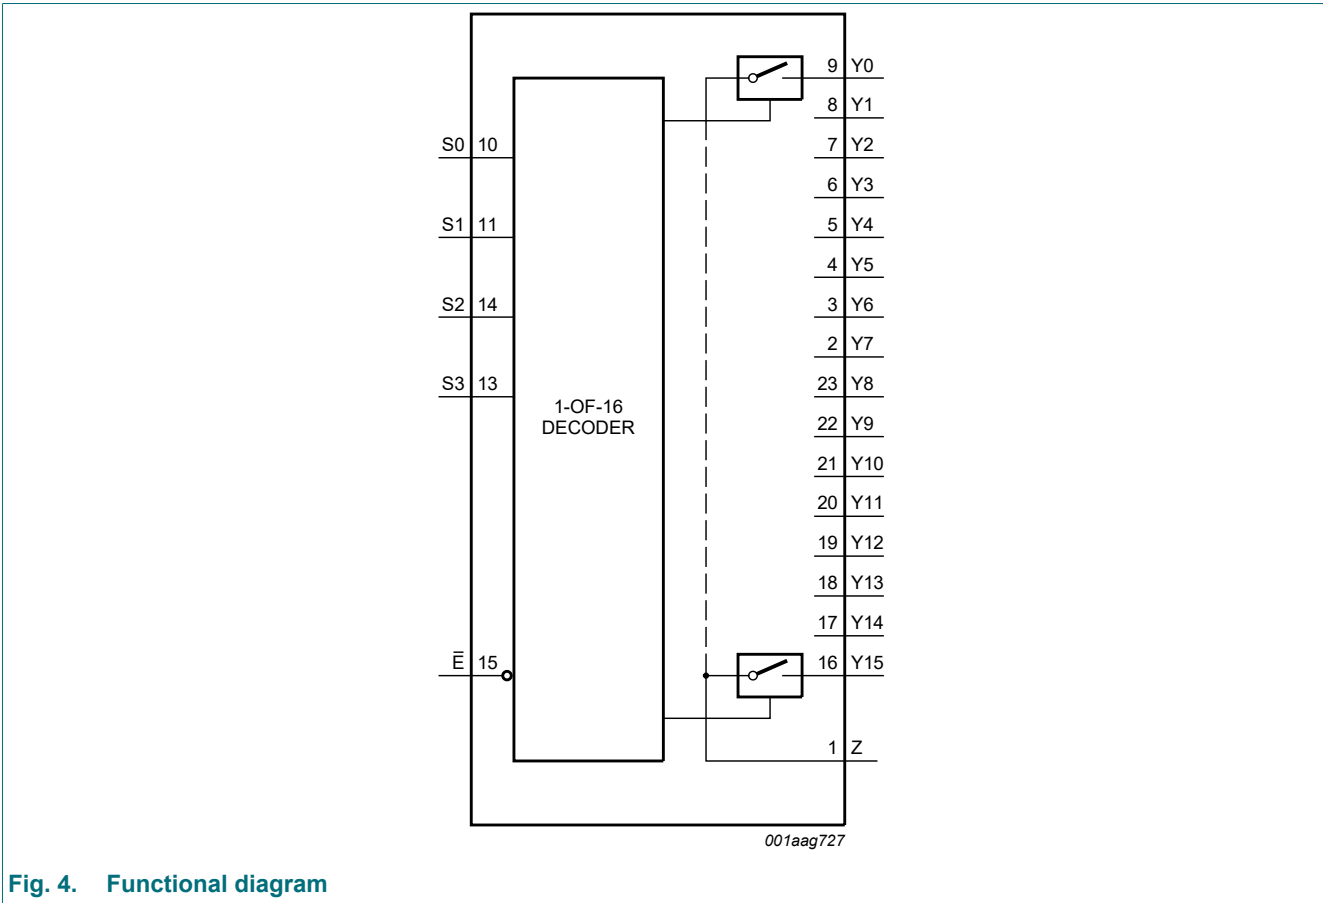 9 Y0
8 Y1
S0 10
7 Y2
6 Y3
S1 11
5 Y4
4 Y5
S2 14
3 Y6
2 Y7
S3 13
23 Y8
1-OF-16
DECODER
22 Y9
21 Y10
20 Y11
19 Y12
18 Y13
17 Y14
E̅ 15
16 Y15
1 Z
001aag727
Fig. 4. Functional diagram